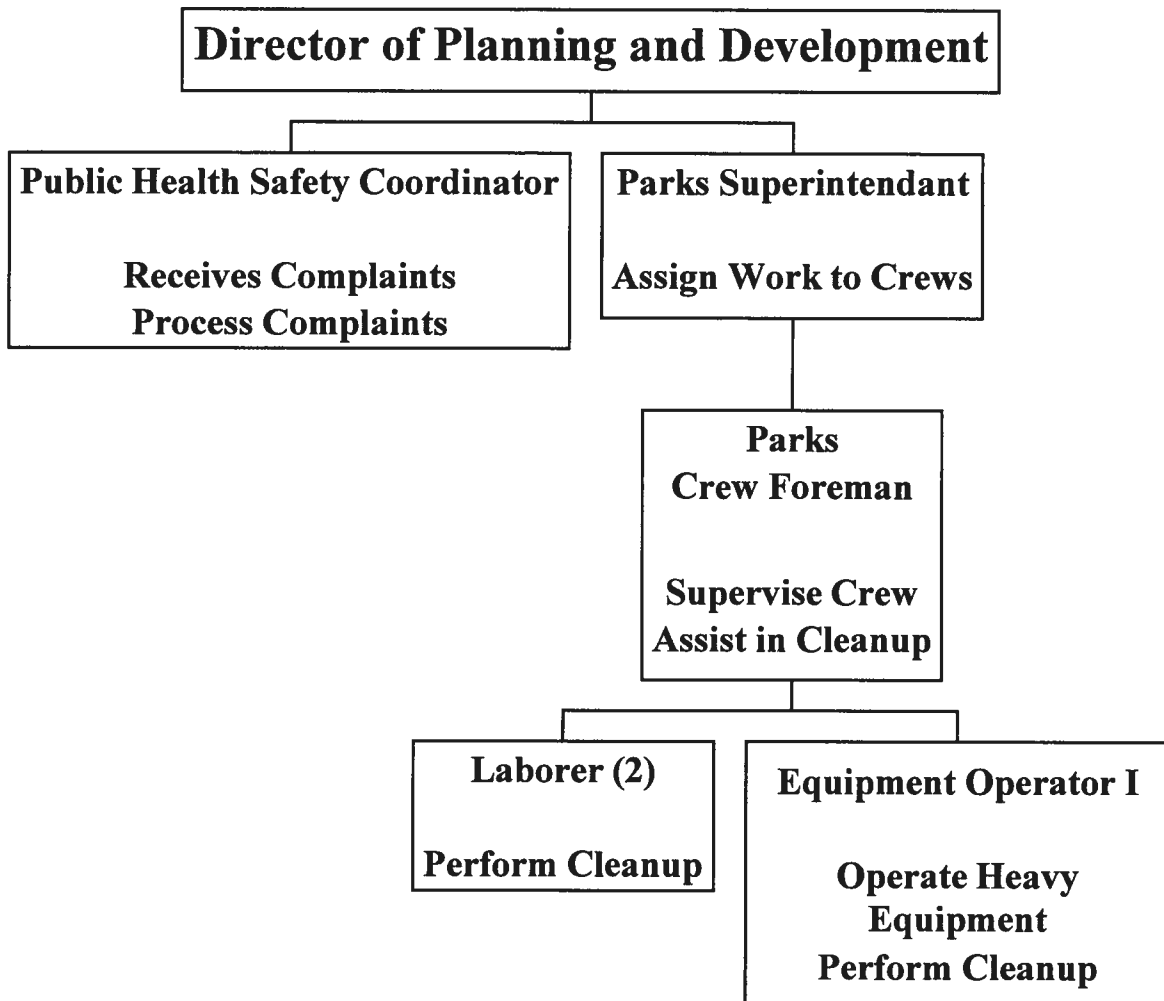 Director of Planning and Development
Public Health Safety Coordinator
Receives Complaints
Process Complaints
Parks Superintendant
Assign Work to Crews
Parks
Crew Foreman
Supervise Crew
Assist in Cleanup
Laborer (2)
Perform Cleanup
Equipment Operator I
Operate Heavy
Equipment
Perform Cleanup